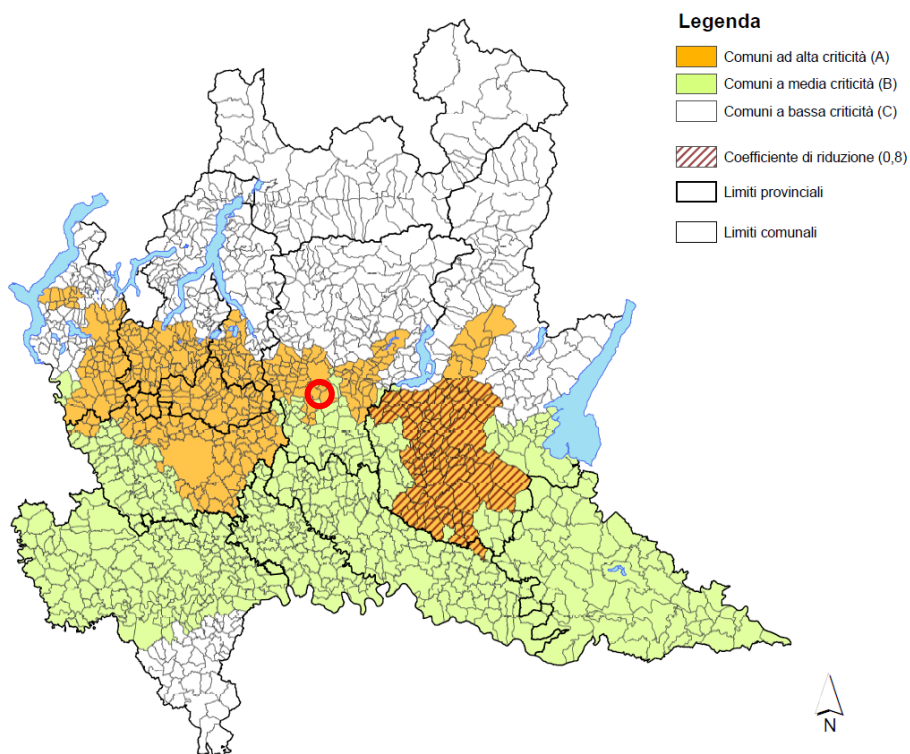 Legenda
Comuni ad alta criticità (A)
Comuni a media criticità (B)
Comuni a bassa criticità (C)
Coefficiente di riduzione (0,8)
Limiti provinciali
Limiti comunali
N